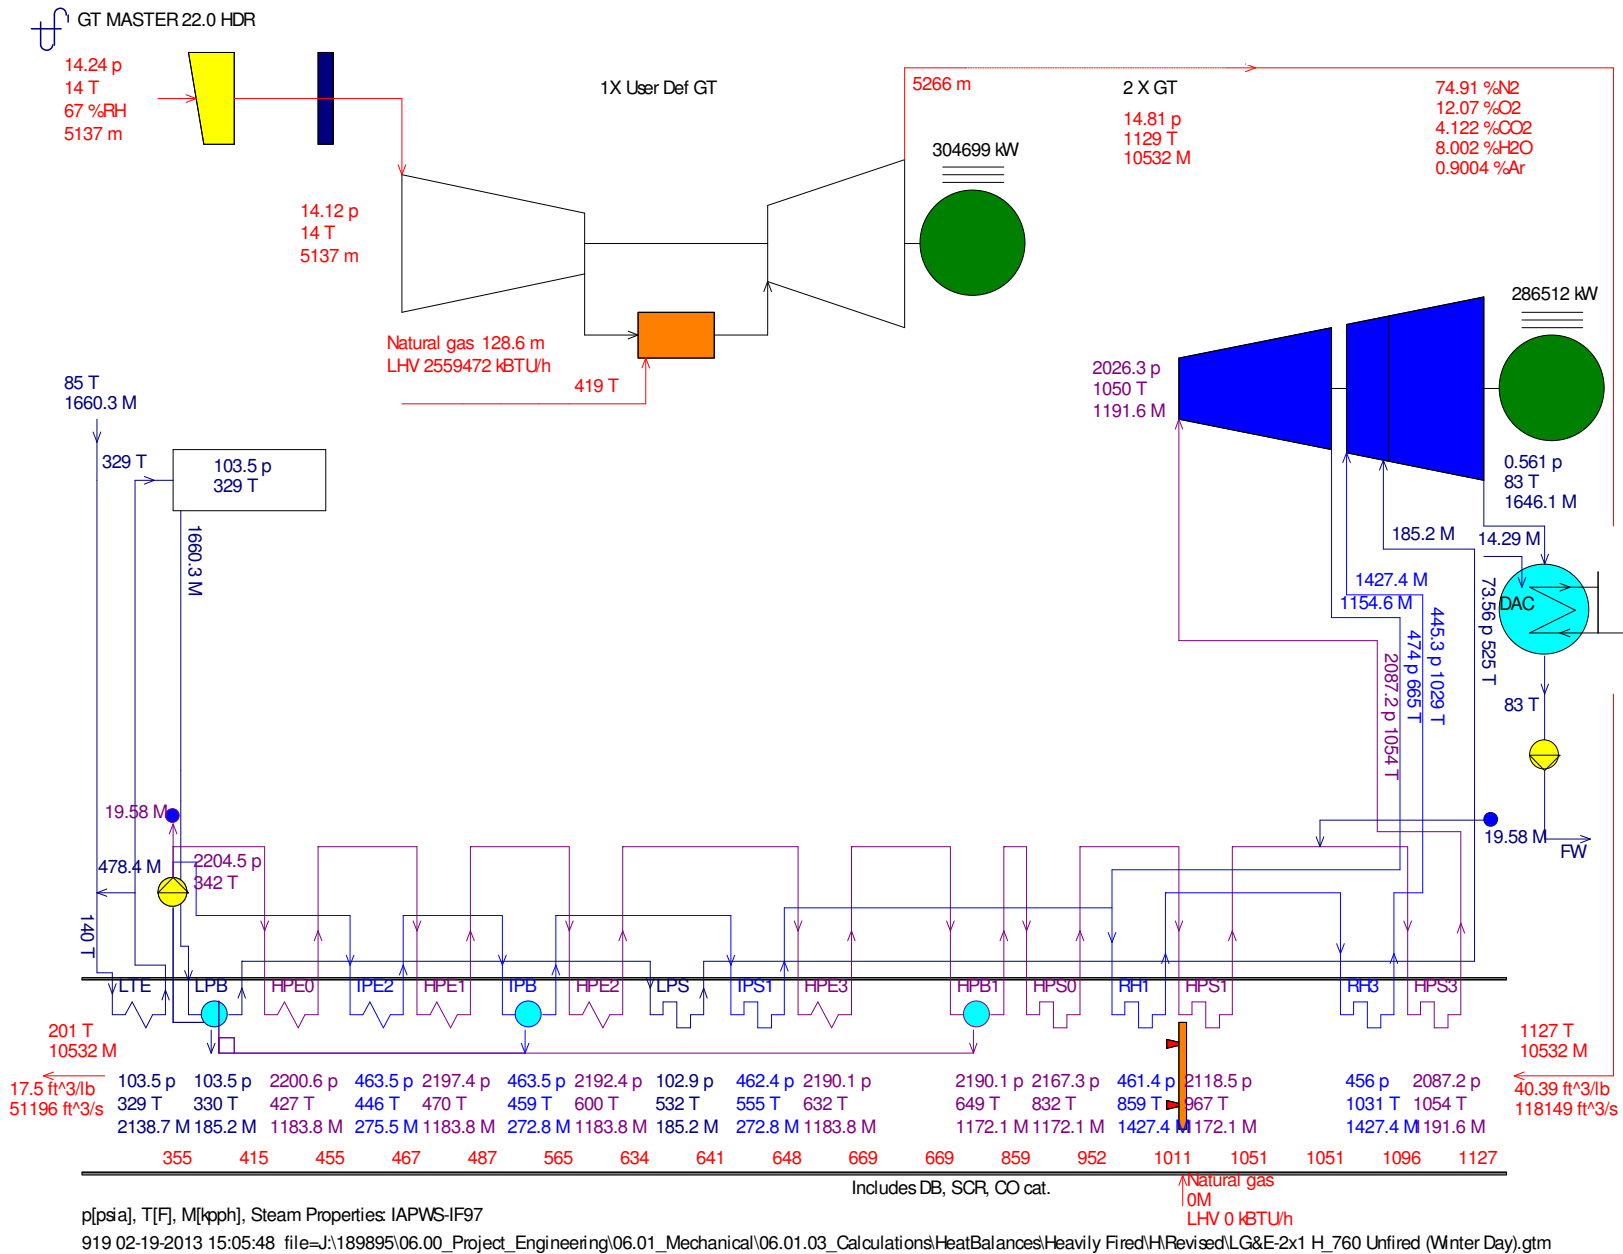 GT MASTER 22.0 HDR
14.24 p
14 T
67 %RH
5137 m
1X User Def GT
5266 m
2 X GT
14.81 p
1129 T
10532 M
74.91 %N2
12.07 %O2
4.122 %CO2
8.002 %H2O
0.9004 %Ar
304699 kW
14.12 p
14 T
5137 m
286512 kW
Natural gas 128.6 m
LHV 2559472 kBTU/h
419 T
2026.3 p
1050 T
1191.6 M
85 T
1660.3 M
329 T
103.5 p
329 T
0.561 p
83 T
1646.1 M
1660.3 M
185.2 M
14.29 M
1427.4 M
1154.6 M
DAC
73.56 p 525 T
445.3 p 1029 T
474 p 665 T
2087.2 p 1054 T
83 T
19.58 M
19.58 M
FW
478.4 M
2204.5 p
342 T
140 T
LTE LPB HPE0 IPE2 HPE1 IPB HPE2 LPS IPS1 HPE3 HPB1 HPS0 RH1 HPS1 RH3 HPS3
201 T
10532 M
17.5 ft^3/lb
51196 ft^3/s
1127 T
10532 M
40.39 ft^3/lb
118149 ft^3/s
103.5 p 103.5 p 2200.6 p 463.5 p 2197.4 p 463.5 p 2192.4 p 102.9 p 462.4 p 2190.1 p 2190.1 p 2167.3 p 461.4 p 2118.5 p 456 p 2087.2 p
329 T 330 T 427 T 446 T 470 T 459 T 600 T 532 T 555 T 632 T 649 T 832 T 859 T 967 T 1031 T 1054 T
2138.7 M 185.2 M 1183.8 M 275.5 M 1183.8 M 272.8 M 1183.8 M 185.2 M 272.8 M 1183.8 M 1172.1 M 1172.1 M 1427.4 M 1172.1 M 1427.4 M 1191.6 M
355 415 455 467 487 565 634 641 648 669 669 859 952 1011 1051 1051 1096 1127
Includes DB, SCR, CO cat.
Natural gas
0M
LHV 0 kBTU/h
p[psia], T[F], M[kpph], Steam Properties: IAPWS-IF97
919 02-19-2013 15:05:48 file=J:\189895\06.00_Project_Engineering\06.01_Mechanical\06.01.03_Calculations\HeatBalances\Heavily Fired\H\Revised\LG&E-2x1 H_760 Unfired (Winter Day).gtm